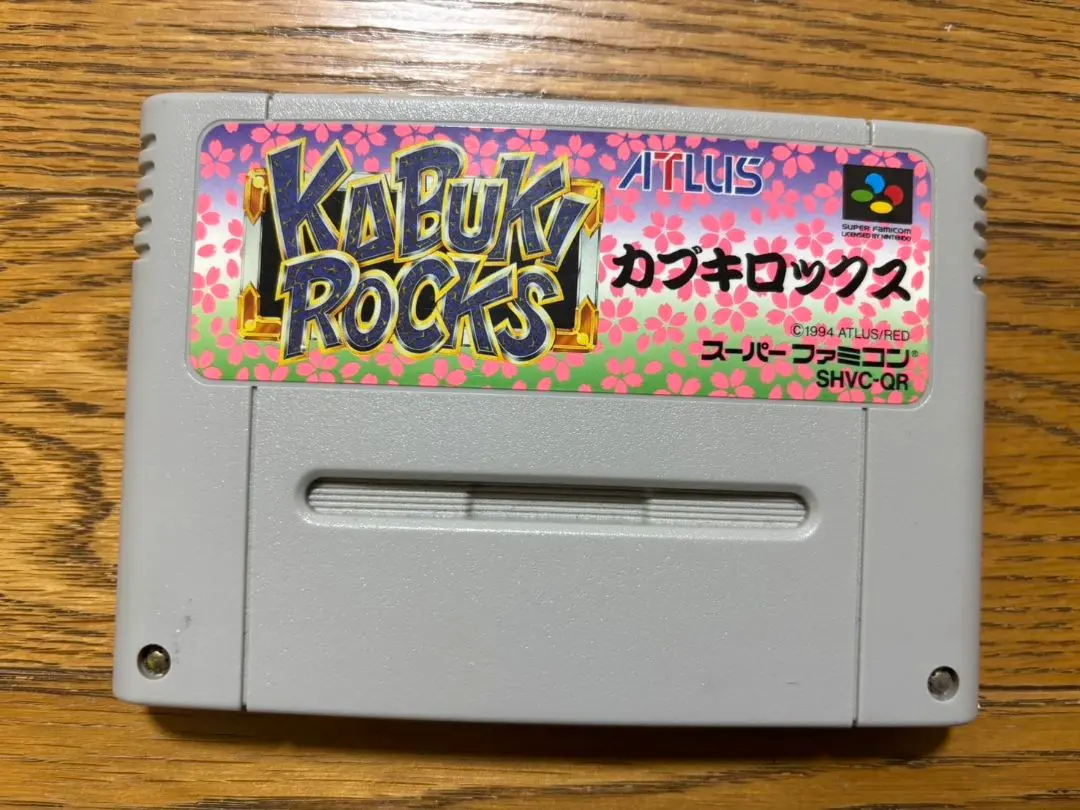 KABUKI
ROCKS
ATLUS
SUPER FAMICOM
LICENSED BY NINTENDO
カブキロックス
©1994 ATLUS/RED
スーパーファミコン®
SHVC-QR